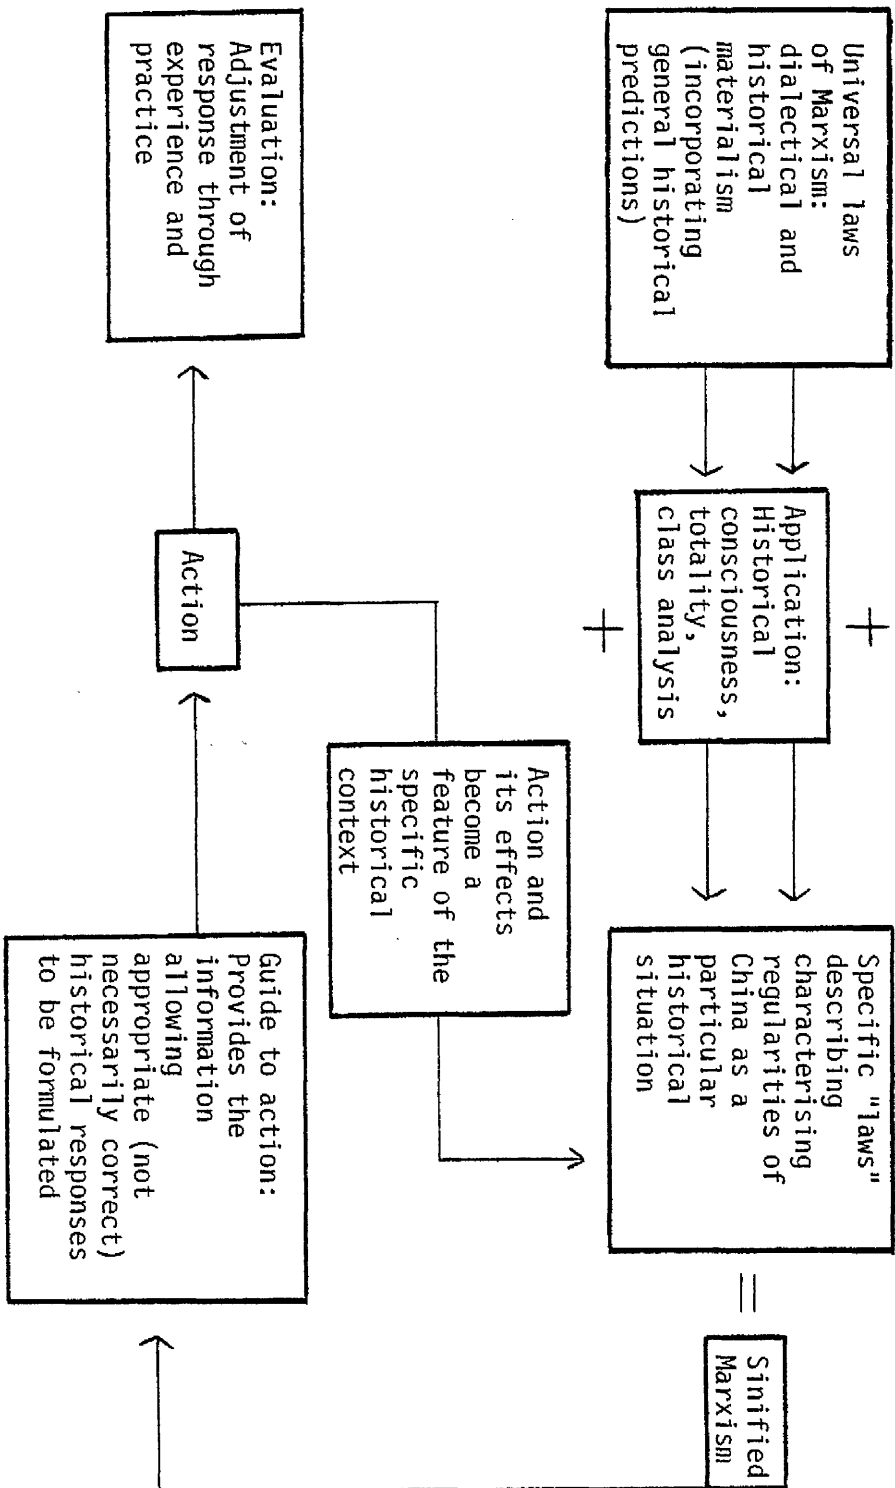 Universal laws
of Marxism:
dialectical and
historical
materialism
(incorporating
general historical
predictions)
+
Application:
Historical
consciousness,
totality,
class analysis
+
Specific "laws"
describing
characterising
regularities of
China as a
particular
historical
situation
=
Sinified
Marxism
Action and
its effects
become a
feature of the
specific
historical
context
Evaluation:
Adjustment of
response through
experience and
practice
Action
Guide to action:
Provides the
information
allowing
appropriate (not
necessarily correct)
historical responses
to be formulated